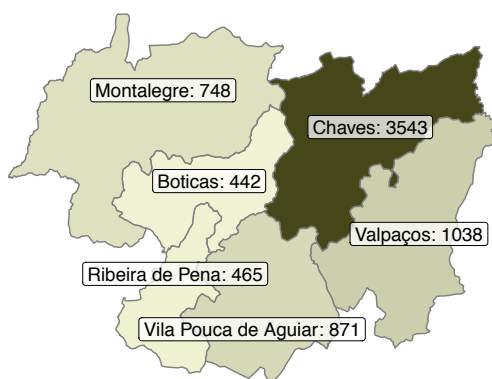 Montalegre: 748
Chaves: 3543
Boticas: 442
Valpaços: 1038
Ribeira de Pena: 465
Vila Pouca de Aguiar: 871